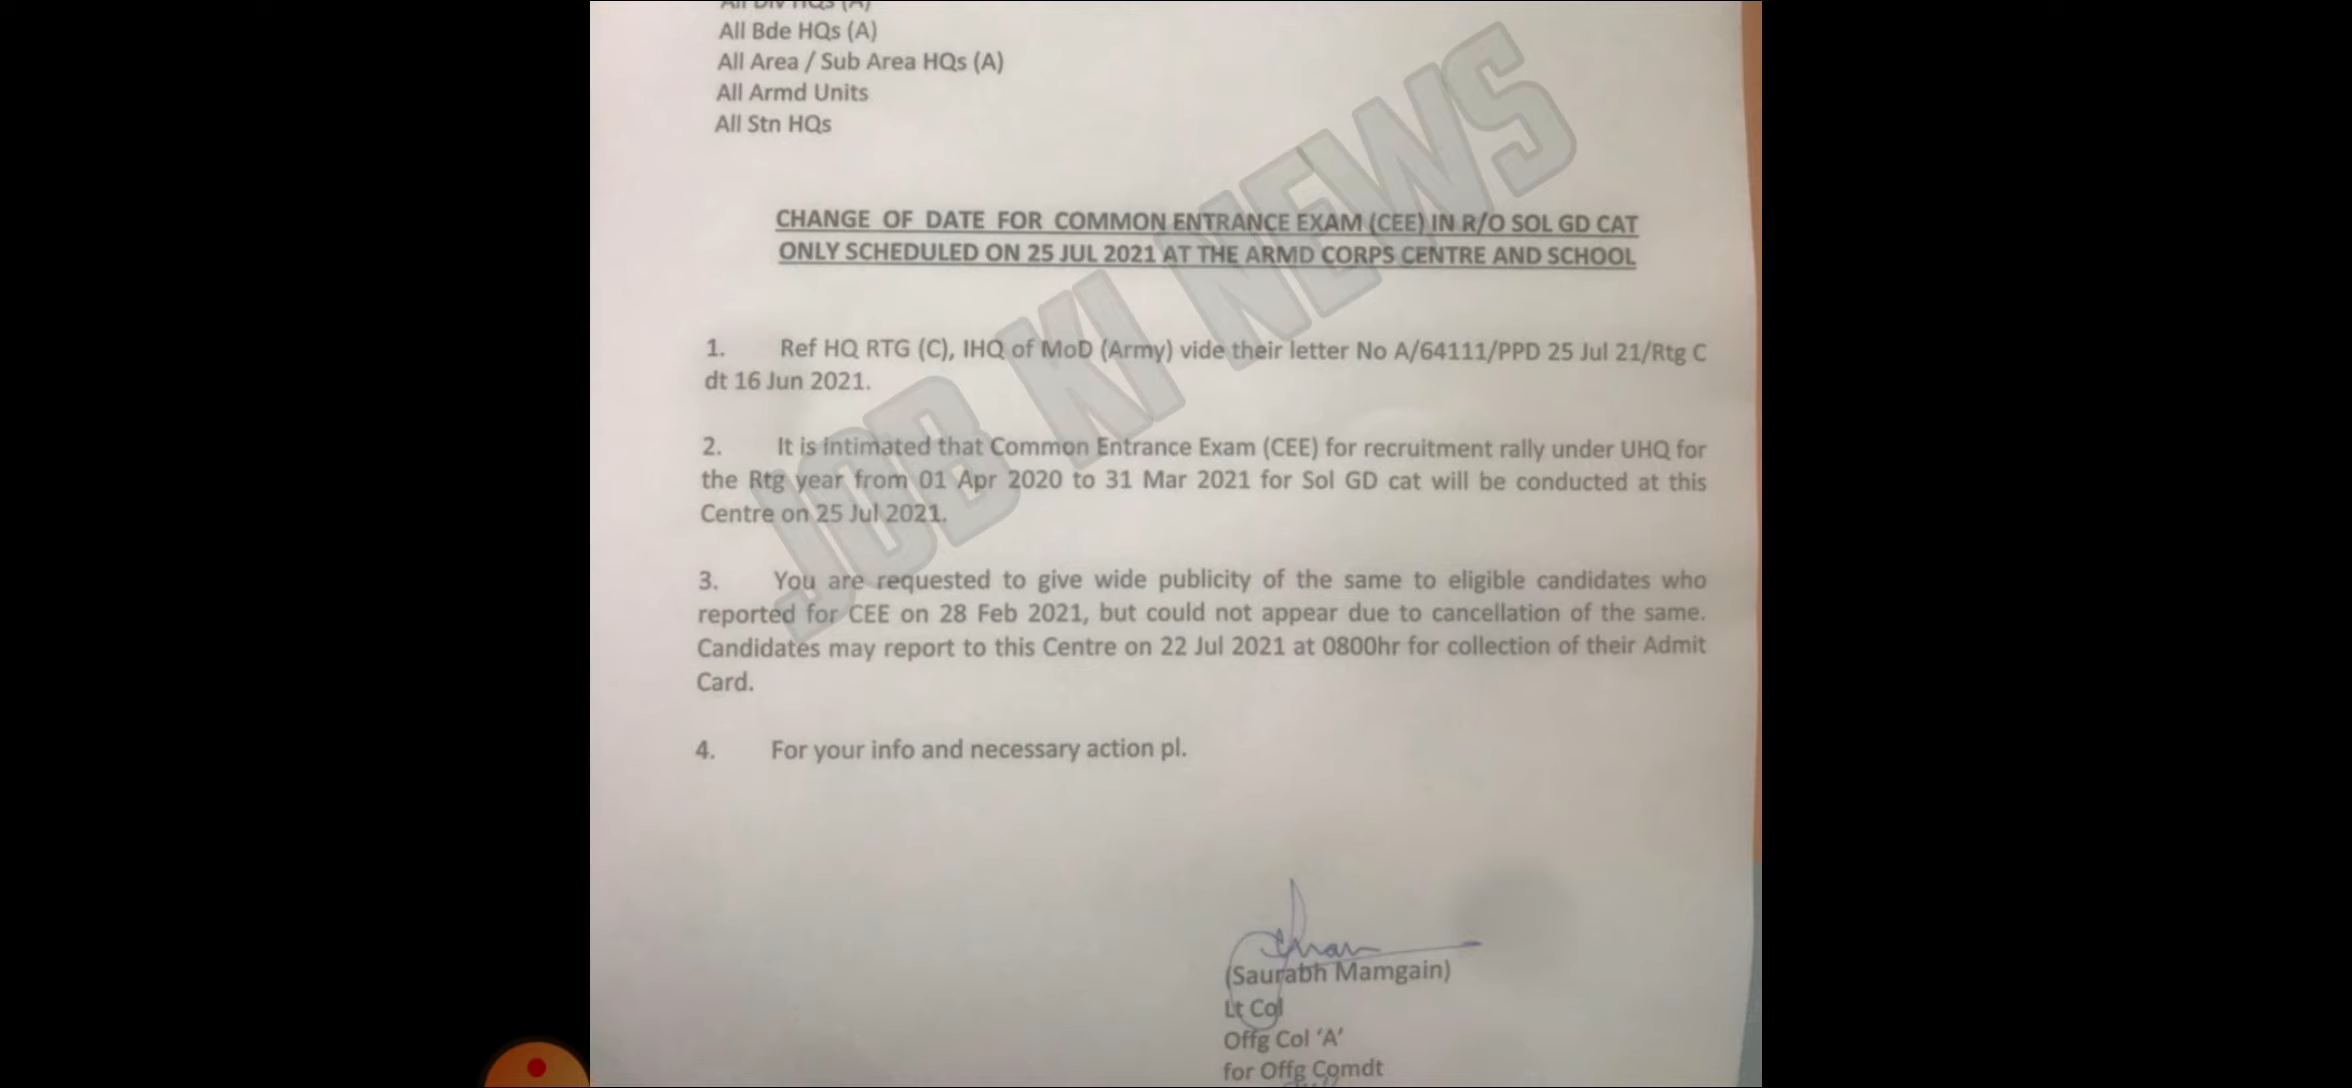 All Div HQs (A)
All Bde HQs (A)
All Area / Sub Area HQs (A)
All Armd Units
All Stn HQs
CHANGE OF DATE FOR COMMON ENTRANCE EXAM (CEE) IN R/O SOL GD CAT
ONLY SCHEDULED ON 25 JUL 2021 AT THE ARMD CORPS CENTRE AND SCHOOL
1. Ref HQ RTG (C), IHQ of MoD (Army) vide their letter No A/64111/PPD 25 Jul 21/Rtg C
dt 16 Jun 2021.
2. It is intimated that Common Entrance Exam (CEE) for recruitment rally under UHQ for
the Rtg year from 01 Apr 2020 to 31 Mar 2021 for Sol GD cat will be conducted at this
Centre on 25 Jul 2021.
3. You are requested to give wide publicity of the same to eligible candidates who
reported for CEE on 28 Feb 2021, but could not appear due to cancellation of the same.
Candidates may report to this Centre on 22 Jul 2021 at 0800hr for collection of their Admit
Card.
4. For your info and necessary action pl.
(Saurabh Mamgain)
Lt Col
Offg Col 'A'
for Offg Comdt
JOB KI NEWS